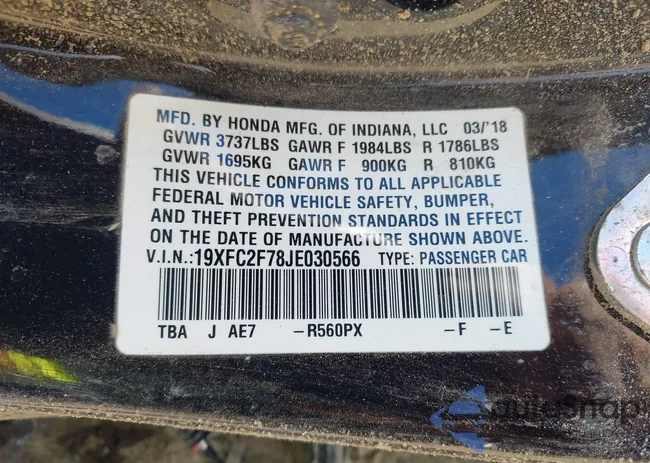 MFD. BY HONDA MFG. OF INDIANA, LLC 03/'18
GVWR 3737LBS GAWR F 1984LBS R 1786LBS
GVWR 1695KG GAWR F 900KG R 810KG
THIS VEHICLE CONFORMS TO ALL APPLICABLE
FEDERAL MOTOR VEHICLE SAFETY, BUMPER,
AND THEFT PREVENTION STANDARDS IN EFFECT
ON THE DATE OF MANUFACTURE SHOWN ABOVE.
V.I.N.:19XFC2F78JE030566 TYPE: PASSENGER CAR
TBA J AE7 –R560PX –F –E
autoSnap